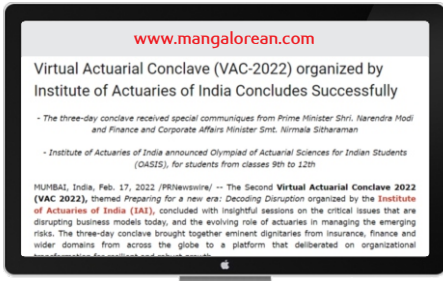 www.mangalorean.com
Virtual Actuarial Conclave (VAC-2022) organized by
Institute of Actuaries of India Concludes Successfully
- The three-day conclave received special communiques from Prime Minister Shri. Narendra Modi
and Finance and Corporate Affairs Minister Smt. Nirmala Sitharaman
- Institute of Actuaries of India announced Olympiad of Actuarial Sciences for Indian Students
(OASIS), for students from classes 9th to 12th
MUMBAI, India, Feb. 17, 2022 /PRNewswire/ -- The Second Virtual Actuarial Conclave 2022
(VAC 2022), themed Preparing for a new era: Decoding Disruption organized by the Institute
of Actuaries of India (IAI), concluded with insightful sessions on the critical issues that are
disrupting business models today, and the evolving role of actuaries in managing the emerging
risks. The three-day conclave brought together eminent dignitaries from insurance, finance and
wider domains from across the globe to a platform that deliberated on organizational